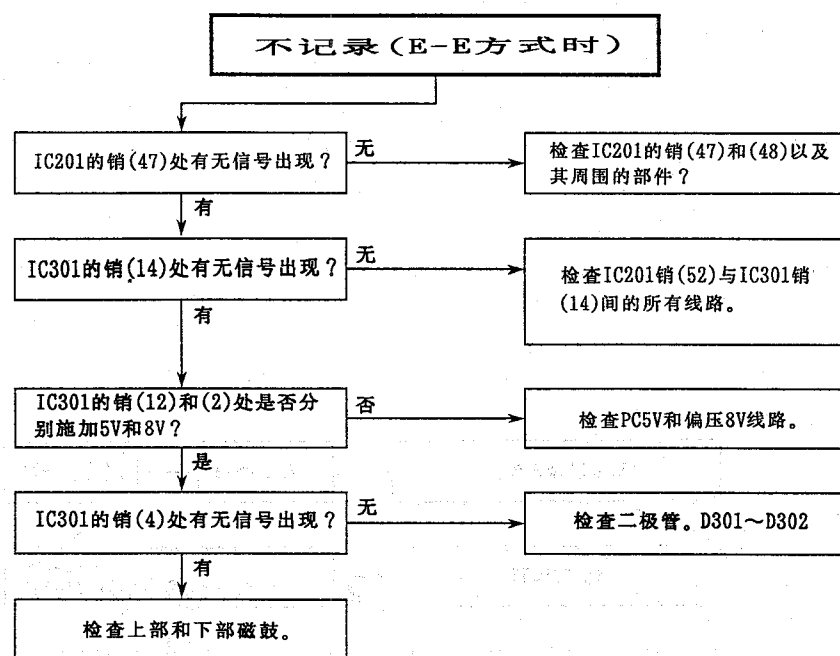 不记录(E-E方式时)
IC201的销(47)处有无信号出现？
无
检查IC201的销(47)和(48)以及
其周围的部件？
有
IC301的销(14)处有无信号出现？
无
检查IC201销(52)与IC301销
(14)间的所有线路。
有
IC301的销(12)和(2)处是否分
别施加5V和8V？
否
检查PC5V和偏压8V线路。
是
IC301的销(4)处有无信号出现？
无
检查二极管。D301～D302
有
检查上部和下部磁鼓。